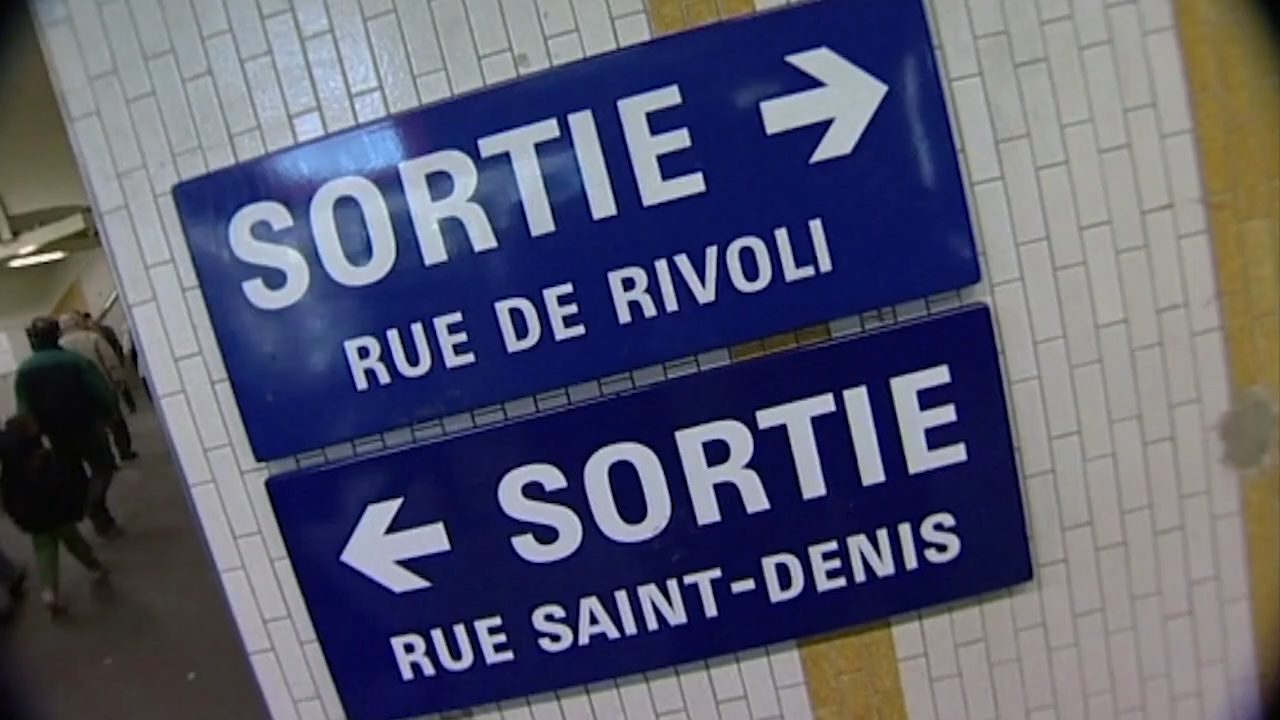 SORTIE →
RUE DE RIVOLI
← SORTIE
RUE SAINT-DENIS